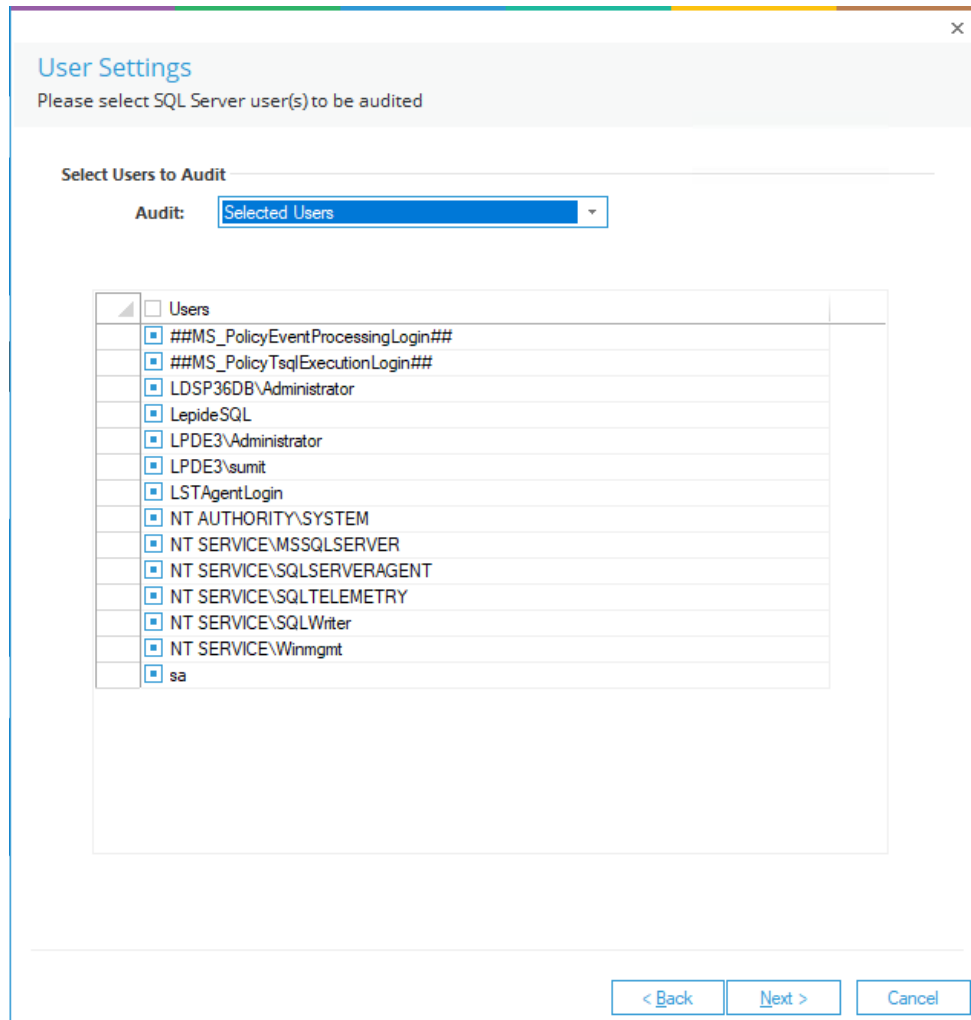 User Settings
Please select SQL Server user(s) to be audited
Select Users to Audit
Audit: Selected Users
Users
##MS_PolicyEventProcessingLogin##
##MS_PolicyTsqlExecutionLogin##
LDSP36DB\Administrator
LepideSQL
LPDE3\Administrator
LPDE3\sumit
LSTAgentLogin
NT AUTHORITY\SYSTEM
NT SERVICE\MSSQLSERVER
NT SERVICE\SQLSERVERAGENT
NT SERVICE\SQLTELEMETRY
NT SERVICE\SQLWriter
NT SERVICE\Winmgmt
sa
< Back Next > Cancel